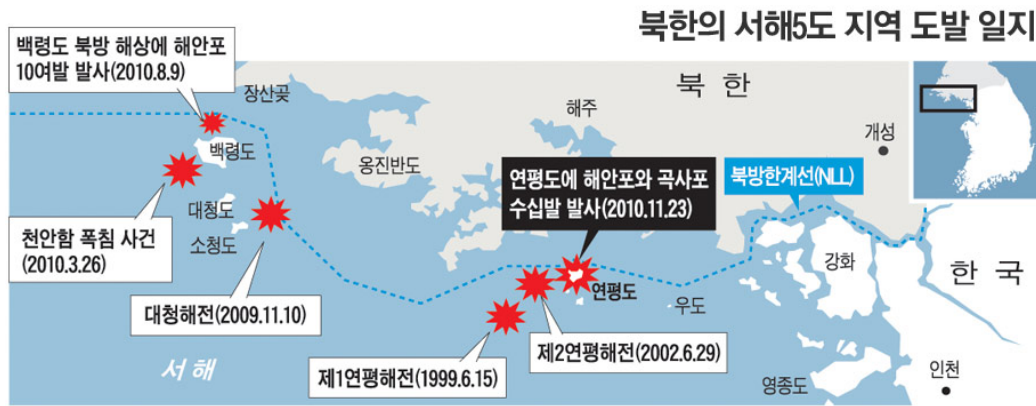 북한의 서해5도 지역 도발 일지
백령도 북방 해상에 해안포
10여발 발사(2010.8.9)
장산곶
북 한
해주
개성
백령도
옹진반도
연평도에 해안포와 곡사포
수십발 발사(2010.11.23)
북방한계선(NLL)
대청도
소청도
천안함 폭침 사건
(2010.3.26)
강화
한 국
연평도
우도
대청해전(2009.11.10)
제2연평해전(2002.6.29)
서 해
제1연평해전(1999.6.15)
영종도
인천